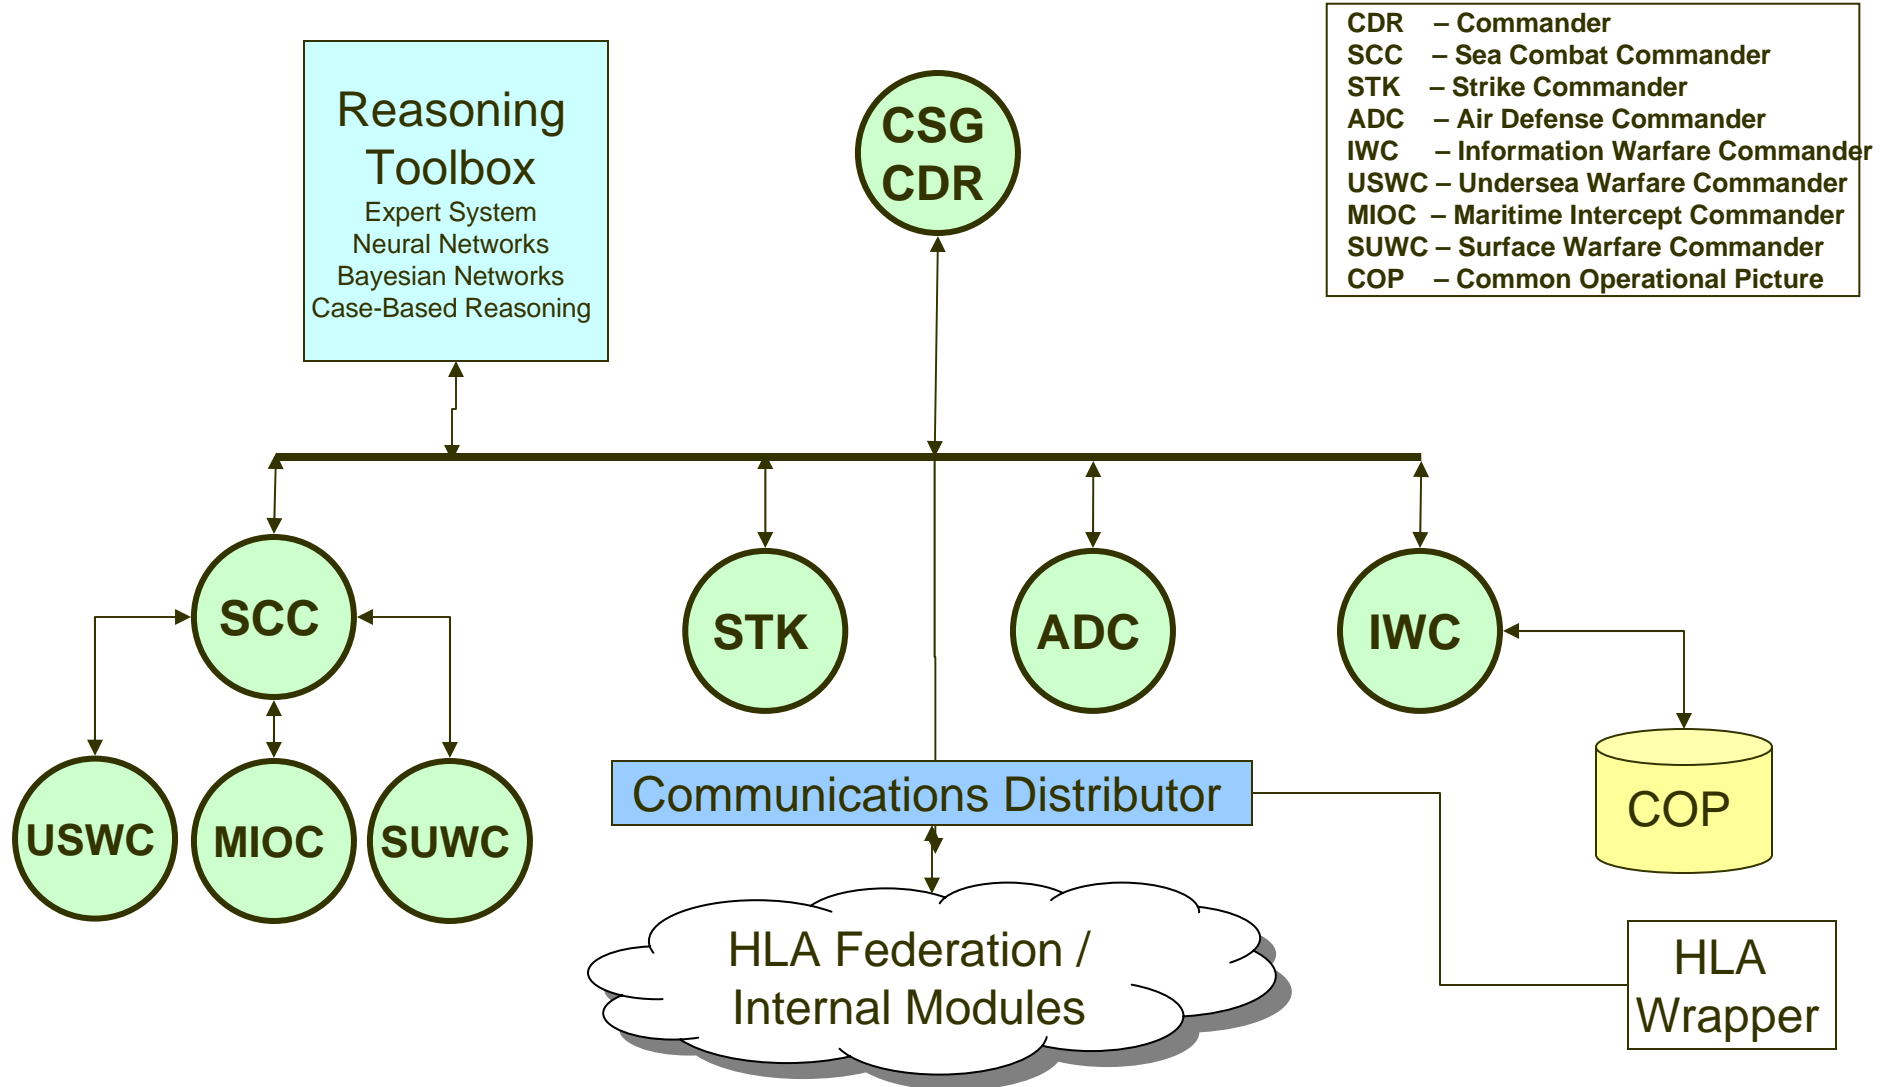 CDR – Commander
SCC – Sea Combat Commander
STK – Strike Commander
ADC – Air Defense Commander
IWC – Information Warfare Commander
USWC – Undersea Warfare Commander
MIOC – Maritime Intercept Commander
SUWC – Surface Warfare Commander
COP – Common Operational Picture
Reasoning
Toolbox
Expert System
Neural Networks
Bayesian Networks
Case-Based Reasoning
CSG
CDR
SCC
STK
ADC
IWC
USWC
MIOC
SUWC
Communications Distributor
COP
HLA Federation /
Internal Modules
HLA
Wrapper